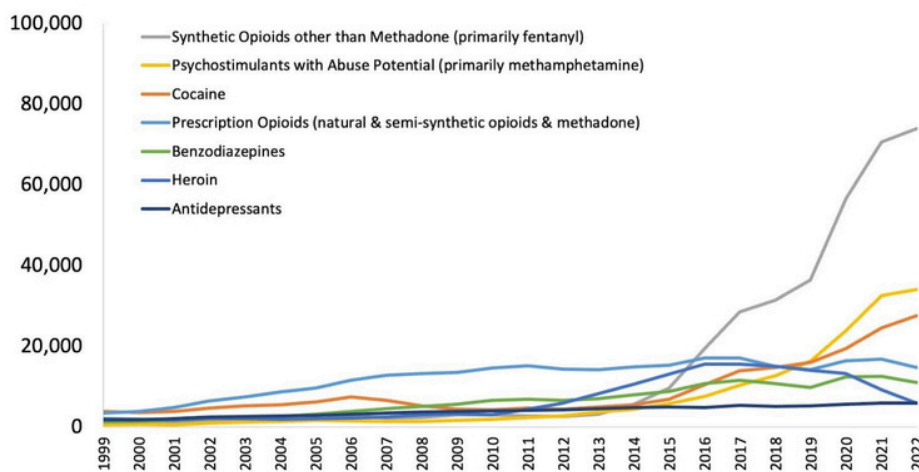 100,000
Synthetic Opioids other than Methadone (primarily fentanyl)
Psychostimulants with Abuse Potential (primarily methamphetamine)
80,000
Cocaine
Prescription Opioids (natural & semi-synthetic opioids & methadone)
Benzodiazepines
60,000
Heroin
Antidepressants
40,000
20,000
0
1999 2000 2001 2002 2003 2004 2005 2006 2007 2008 2009 2010 2011 2012 2013 2014 2015 2016 2017 2018 2019 2020 2021 2022